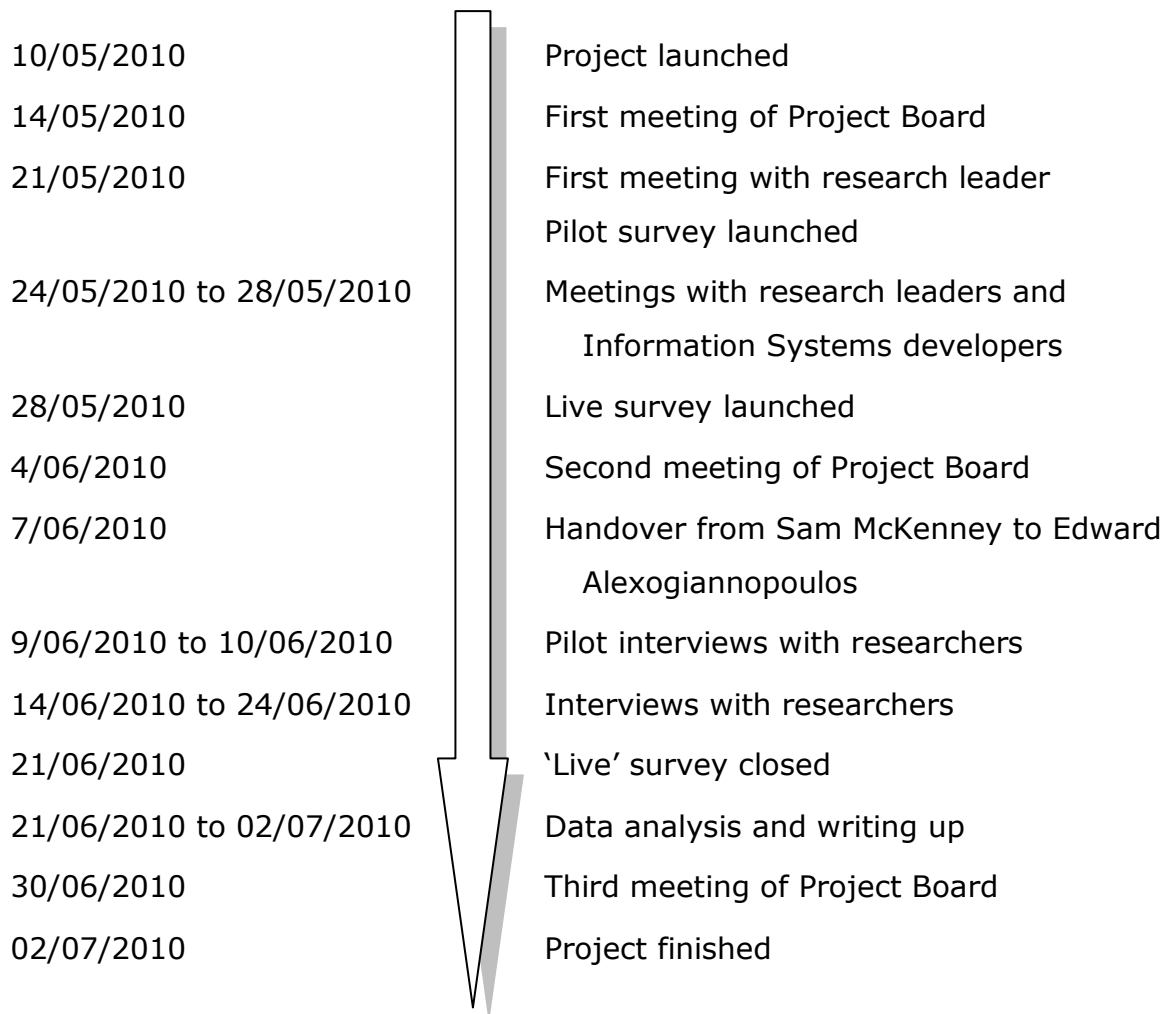 10/05/2010 Project launched
14/05/2010 First meeting of Project Board
21/05/2010 First meeting with research leader
Pilot survey launched
24/05/2010 to 28/05/2010 Meetings with research leaders and
Information Systems developers
28/05/2010 Live survey launched
4/06/2010 Second meeting of Project Board
7/06/2010 Handover from Sam McKenney to Edward
Alexogiannopoulos
9/06/2010 to 10/06/2010 Pilot interviews with researchers
14/06/2010 to 24/06/2010 Interviews with researchers
21/06/2010 ‘Live’ survey closed
21/06/2010 to 02/07/2010 Data analysis and writing up
30/06/2010 Third meeting of Project Board
02/07/2010 Project finished